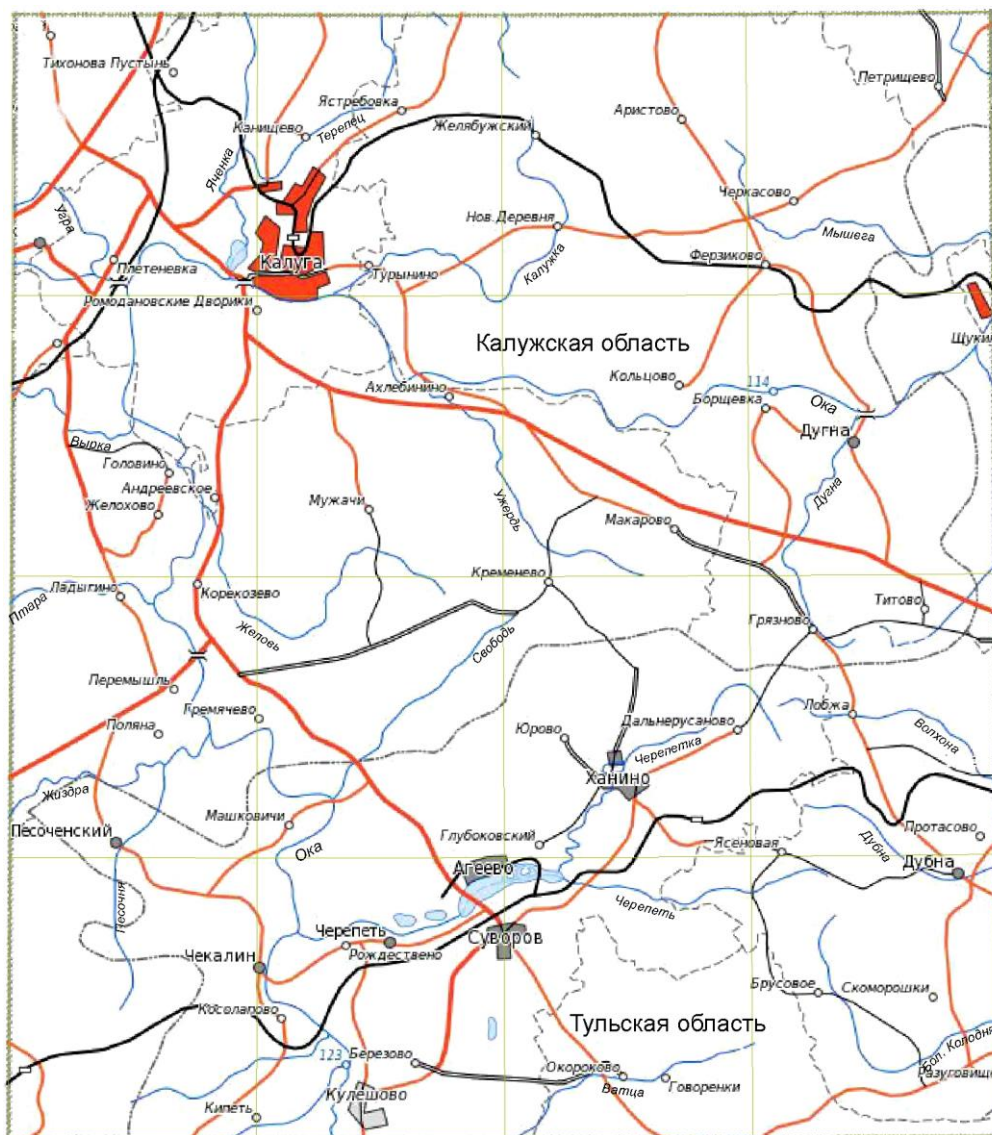 Тихонова Пустынь
Петрищево
Ястребовка
Аристово
Канищево
Терепец
Желябужский
Яченка
Черкасово
Угра
Нов.Деревня
Мышега
Калужка
Плетеневка
Калуга
Турынино
Ферзиково
Ромодановские Дворики
Щукин
Калужская область
Ахлебинино
Кольцово
114
Борщевка
Ока
Дугна
Вырка
Головино
Андреевское
Желохово
Мужачи
Ужердь
Дугна
Макарово
Кременево
Птара
Ладыгино
Корекозево
Титово
Грязново
Желовь
Свободь
Перемышль
Гремячево
Поляна
Юрово
Дальнерусаново
Лобжа
Черепетка
Волхона
Ханино
Жиздра
Машковичи
Песоченский
Ока
Глубоковский
Ясеновая
Дубна
Протасово
Агеево
Дубна
Песочня
Черепеть
Черепеть
Рождествено
Суворов
Чекалин
Брусовое
Скоморошки
Косолапово
Тульская область
123
Березово
Окороково
Бол. Колодня
Разуговище
Кулешово
Ватца
Говоренки
Кипеть